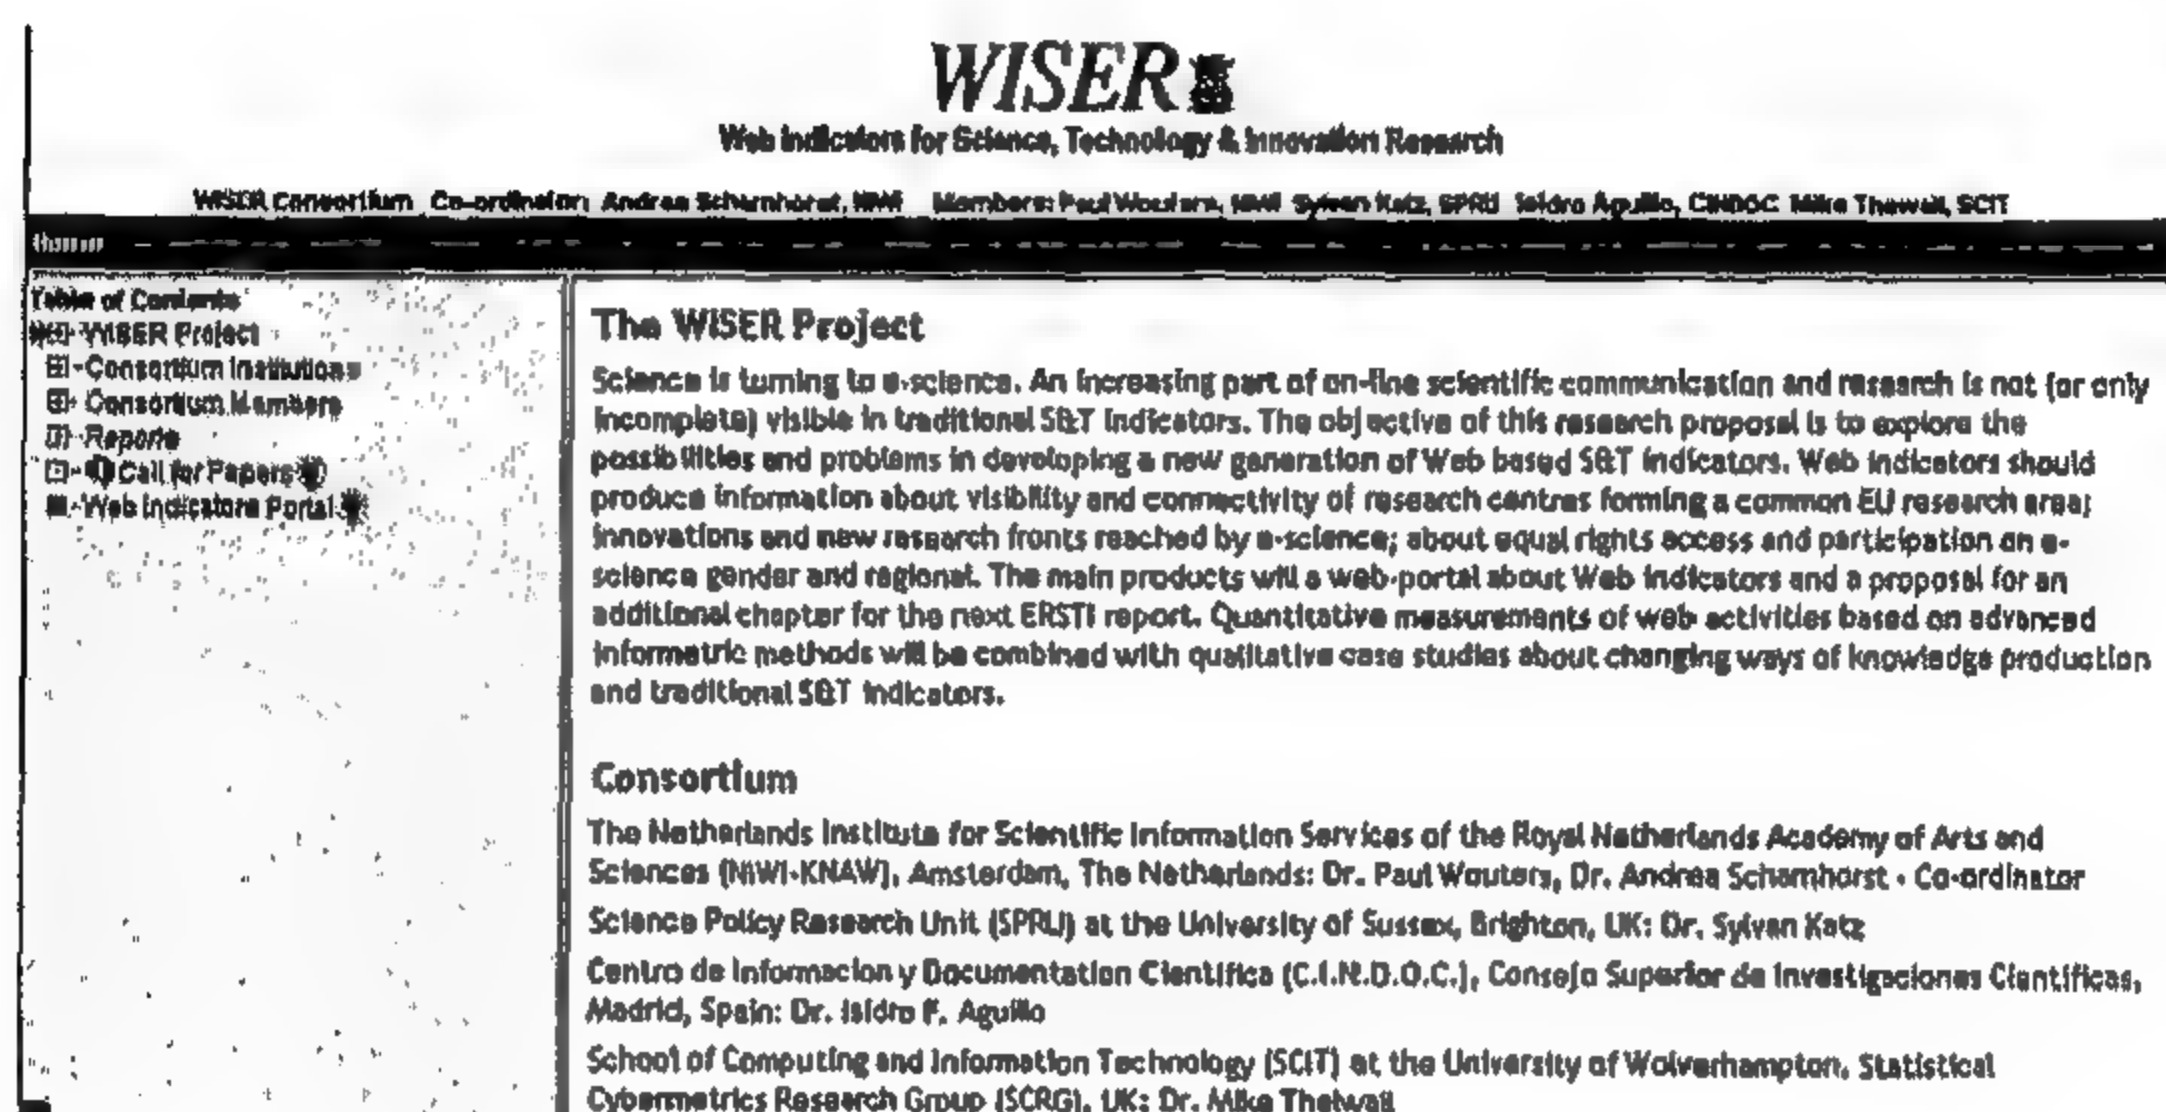 WISER
Web Indicators for Science, Technology & Innovation Research
WISER Consortium Co-ordinator: Andrea Scharnhorst, NIWI Members: Paul Wouters, NIWI Sylvan Katz, SPRU Isidro Aguillo, CINDOC Mike Thewall, SCIT
Table of Contents
WISER Project
Consortium Institutions
Consortium Members
Reports
Call for Papers
Web Indicators Portal
The WISER Project
Science is turning to e-science. An increasing part of on-line scientific communication and research is not (or only
incomplete) visible in traditional S&T indicators. The objective of this research proposal is to explore the
possibilities and problems in developing a new generation of Web based S&T indicators. Web indicators should
produce information about visibility and connectivity of research centres forming a common EU research area;
innovations and new research fronts reached by e-science; about equal rights access and participation on e-
science gender and regional. The main products will a web-portal about Web indicators and a proposal for an
additional chapter for the next ERSTI report. Quantitative measurements of web activities based on advanced
informetric methods will be combined with qualitative case studies about changing ways of knowledge production
and traditional S&T indicators.
Consortium
The Netherlands Institute for Scientific Information Services of the Royal Netherlands Academy of Arts and
Sciences (NIWI-KNAW), Amsterdam, The Netherlands: Dr. Paul Wouters, Dr. Andrea Scharnhorst - Co-ordinator
Science Policy Research Unit (SPRU) at the University of Sussex, Brighton, UK: Dr. Sylvan Katz
Centro de Informacion y Documentation Cientifica (C.I.N.D.O.C.), Consejo Superior de Investigaciones Cientificas,
Madrid, Spain: Dr. Isidro F. Aguillo
School of Computing and Information Technology (SCIT) at the University of Wolverhampton, Statistical
Cybermetrics Research Group (SCRG), UK: Dr. Mike Thelwall